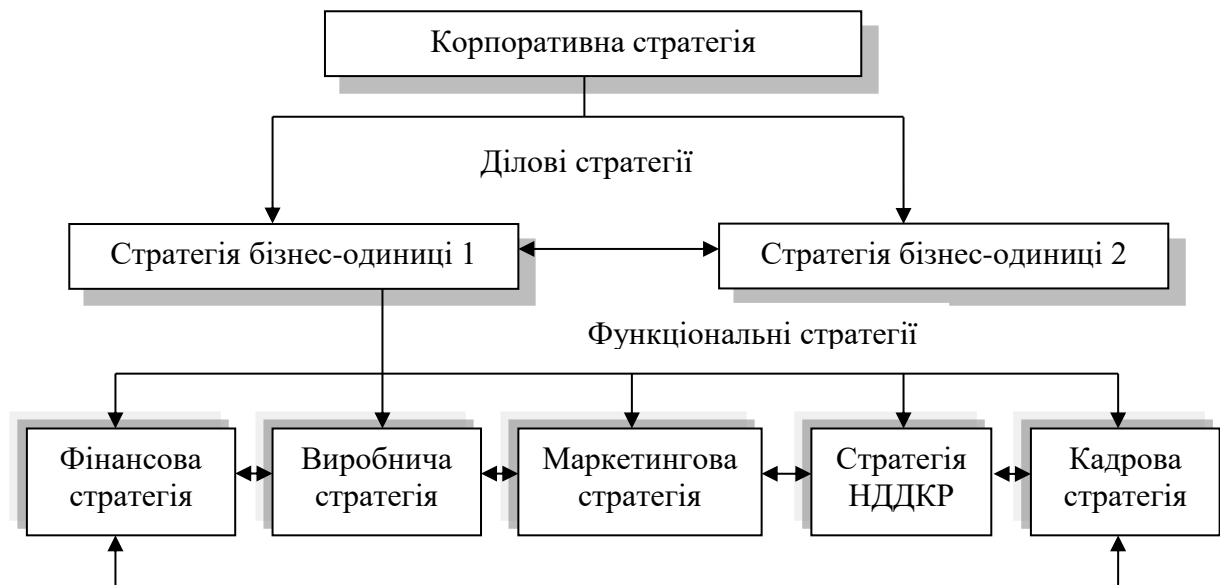 Корпоративна стратегія
Ділові стратегії
Стратегія бізнес-одиниці 1
Стратегія бізнес-одиниці 2
Функціональні стратегії
Фінансова
стратегія
Виробнича
стратегія
Маркетингова
стратегія
Стратегія
НДДКР
Кадрова
стратегія